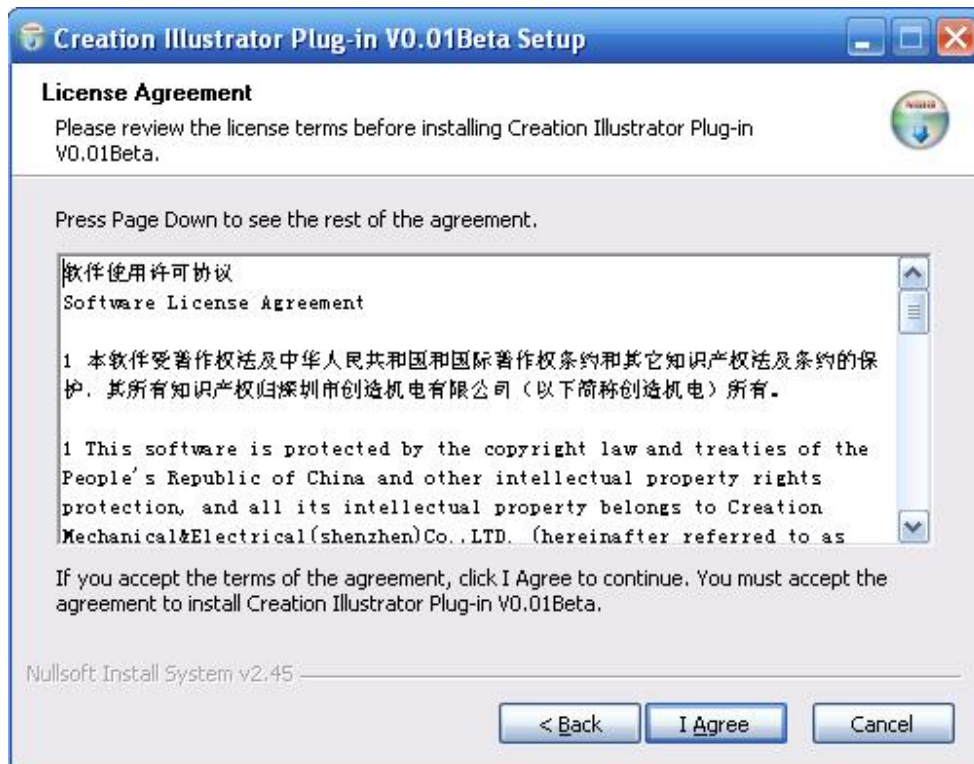 Creation Illustrator Plug-in V0.01Beta Setup
License Agreement
Please review the license terms before installing Creation Illustrator Plug-in
V0.01Beta.
Press Page Down to see the rest of the agreement.
软件使用许可协议
Software License Agreement
1 本软件受著作权法及中华人民共和国和国际著作权条约和其它知识产权法及条约的保
护．其所有知识产权归深圳市创造机电有限公司（以下简称创造机电）所有。
1 This software is protected by the copyright law and treaties of the
People's Republic of China and other intellectual property rights
protection, and all its intellectual property belongs to Creation
Mechanical&Electrical(shenzhen)Co.,LTD. (hereinafter referred to as
If you accept the terms of the agreement, click I Agree to continue. You must accept the
agreement to install Creation Illustrator Plug-in V0.01Beta.
Nullsoft Install System v2.45
< Back
I Agree
Cancel